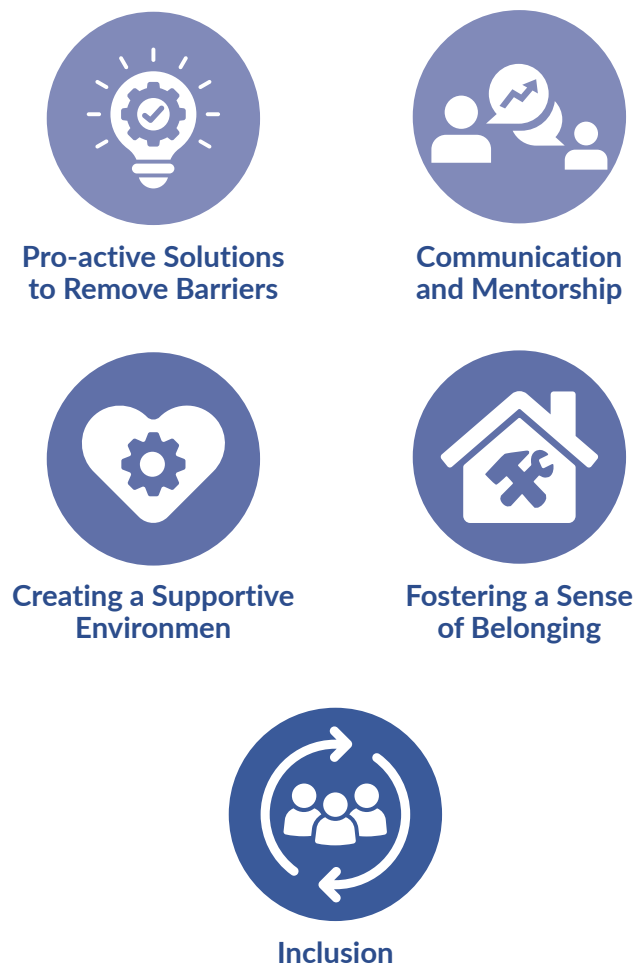 Pro-active Solutions
to Remove Barriers
Communication
and Mentorship
Creating a Supportive
Environmen
Fostering a Sense
of Belonging
Inclusion